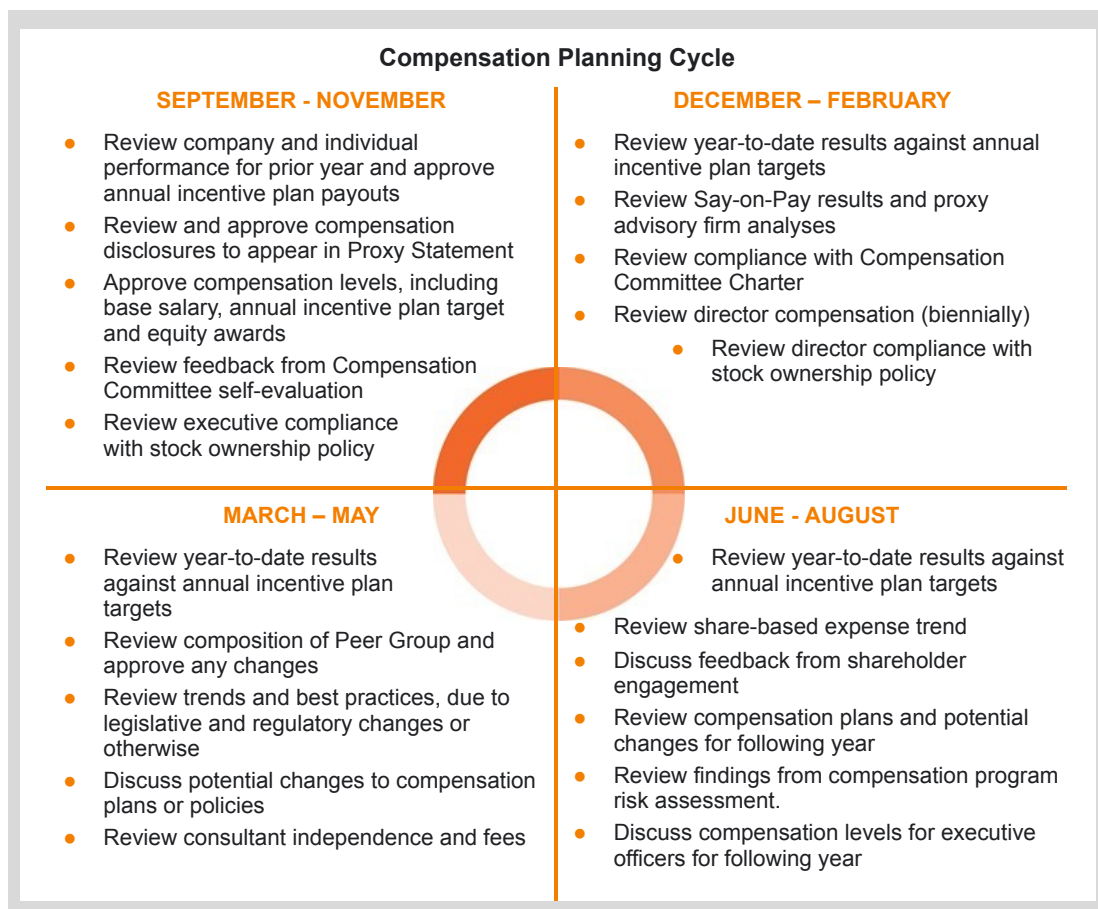 Compensation Planning Cycle
SEPTEMBER - NOVEMBER
● Review company and individual
performance for prior year and approve
annual incentive plan payouts
● Review and approve compensation
disclosures to appear in Proxy Statement
● Approve compensation levels, including
base salary, annual incentive plan target
and equity awards
● Review feedback from Compensation
Committee self-evaluation
● Review executive compliance
with stock ownership policy
DECEMBER – FEBRUARY
● Review year-to-date results against annual
incentive plan targets
● Review Say-on-Pay results and proxy
advisory firm analyses
● Review compliance with Compensation
Committee Charter
● Review director compensation (biennially)
● Review director compliance with
stock ownership policy
MARCH – MAY
● Review year-to-date results
against annual incentive plan
targets
● Review composition of Peer Group and
approve any changes
● Review trends and best practices, due to
legislative and regulatory changes or
otherwise
● Discuss potential changes to compensation
plans or policies
● Review consultant independence and fees
JUNE - AUGUST
● Review year-to-date results against
annual incentive plan targets
● Review share-based expense trend
● Discuss feedback from shareholder
engagement
● Review compensation plans and potential
changes for following year
● Review findings from compensation program
risk assessment.
● Discuss compensation levels for executive
officers for following year